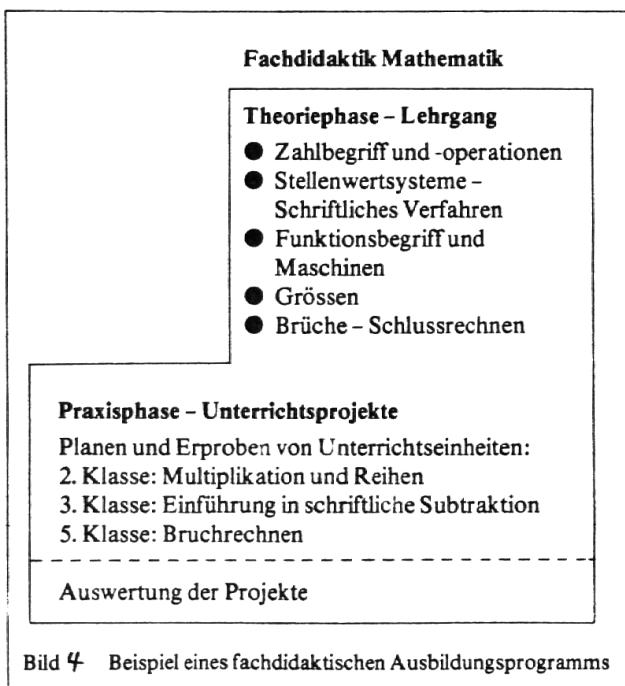 Fachdidaktik Mathematik
Theoriephase – Lehrgang
● Zahlbegriff und -operationen
● Stellenwertsysteme –
Schriftliches Verfahren
● Funktionsbegriff und
Maschinen
● Grössen
● Brüche – Schlussrechnen
Praxisphase – Unterrichtsprojekte
Planen und Erproben von Unterrichtseinheiten:
2. Klasse: Multiplikation und Reihen
3. Klasse: Einführung in schriftliche Subtraktion
5. Klasse: Bruchrechnen
Auswertung der Projekte
Bild 4 Beispiel eines fachdidaktischen Ausbildungsprogramms